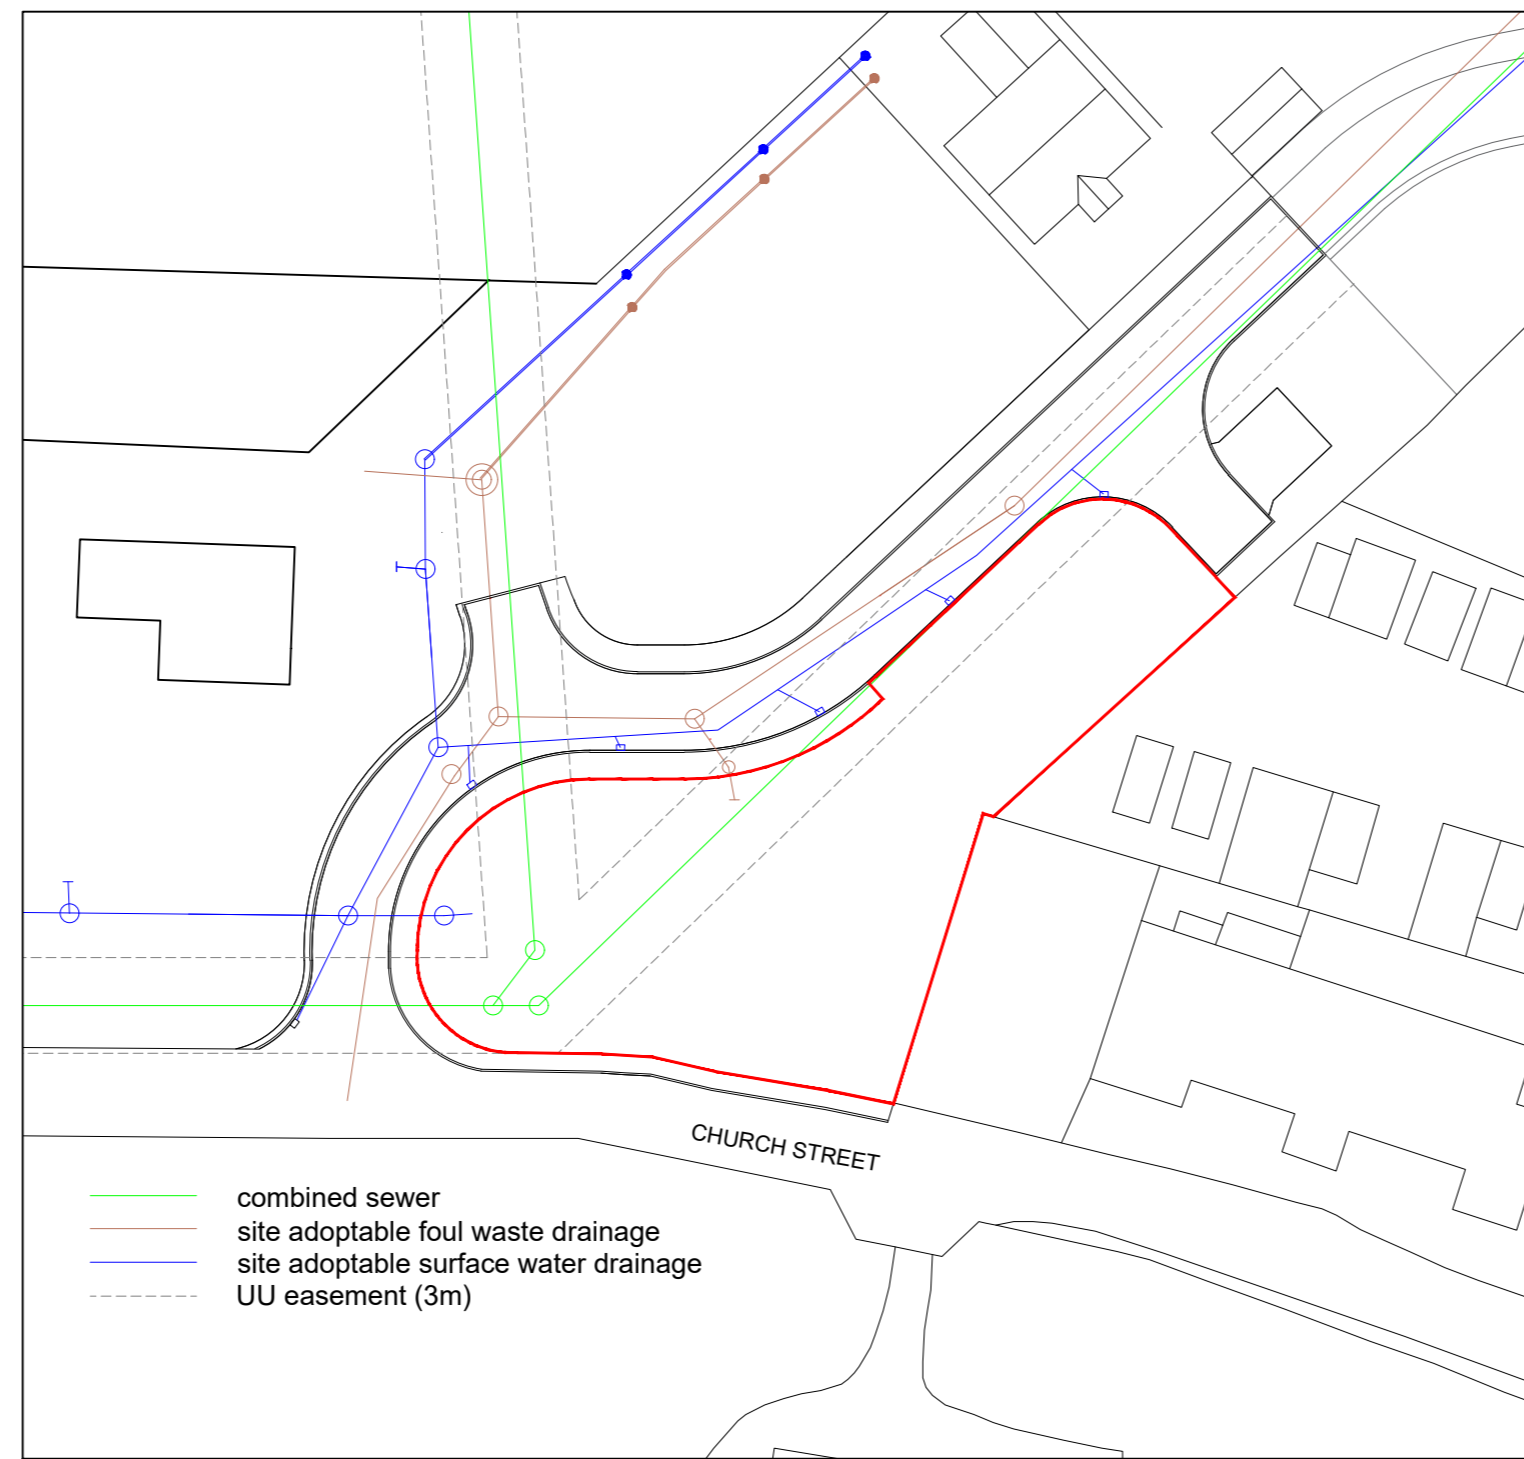 CHURCH STREET
combined sewer
site adoptable foul waste drainage
site adoptable surface water drainage
UU easement (3m)